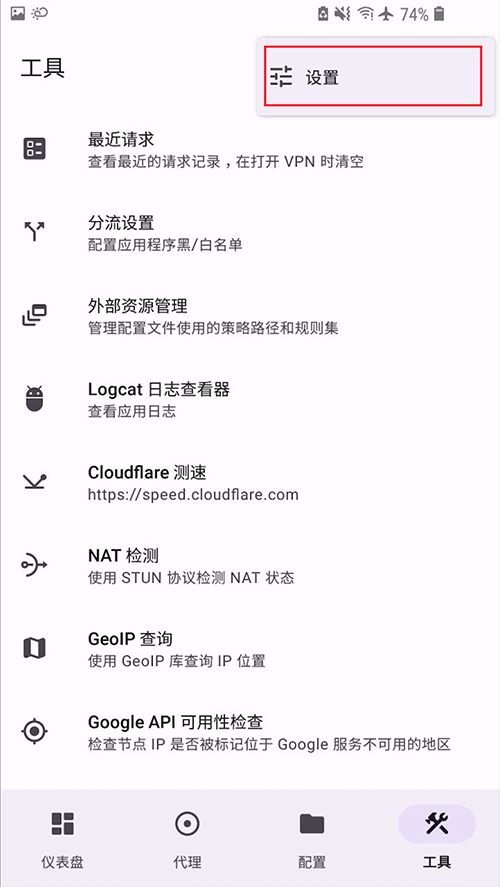 74%
工具
设置
最近请求
查看最近的请求记录，在打开 VPN 时清空
分流设置
配置应用程序黑/白名单
外部资源管理
管理配置文件使用的策略路径和规则集
Logcat 日志查看器
查看应用日志
Cloudflare 测速
https://speed.cloudflare.com
NAT 检测
使用 STUN 协议检测 NAT 状态
GeoIP 查询
使用 GeoIP 库查询 IP 位置
Google API 可用性检查
检查节点 IP 是否被标记位于 Google 服务不可用的地区
仪表盘 代理 配置 工具